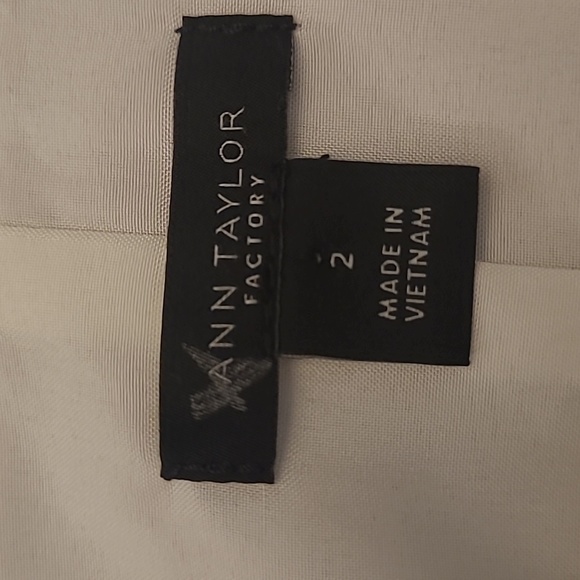 ANN TAYLOR
FACTORY
2
MADE IN
VIETNAM